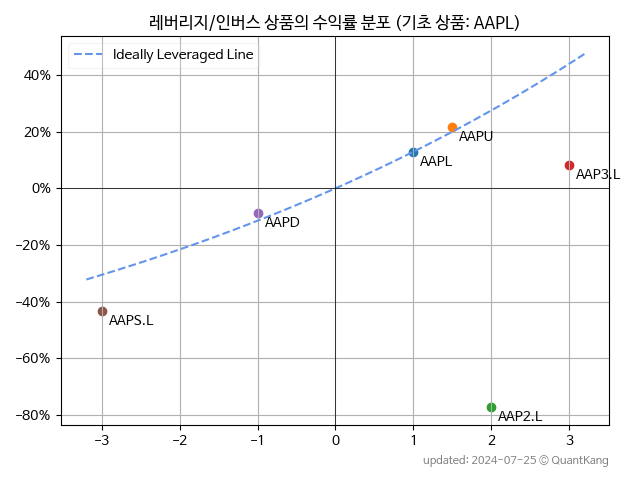 레버리지/인버스 상품의 수익률 분포 (기초 상품: AAPL)
Ideally Leveraged Line
40%
20%
0%
-20%
-40%
-60%
-80%
AAPU
AAPL
AAP3.L
AAPD
AAPS.L
AAP2.L
-3 -2 -1 0 1 2 3
updated: 2024-07-25 © QuantKang